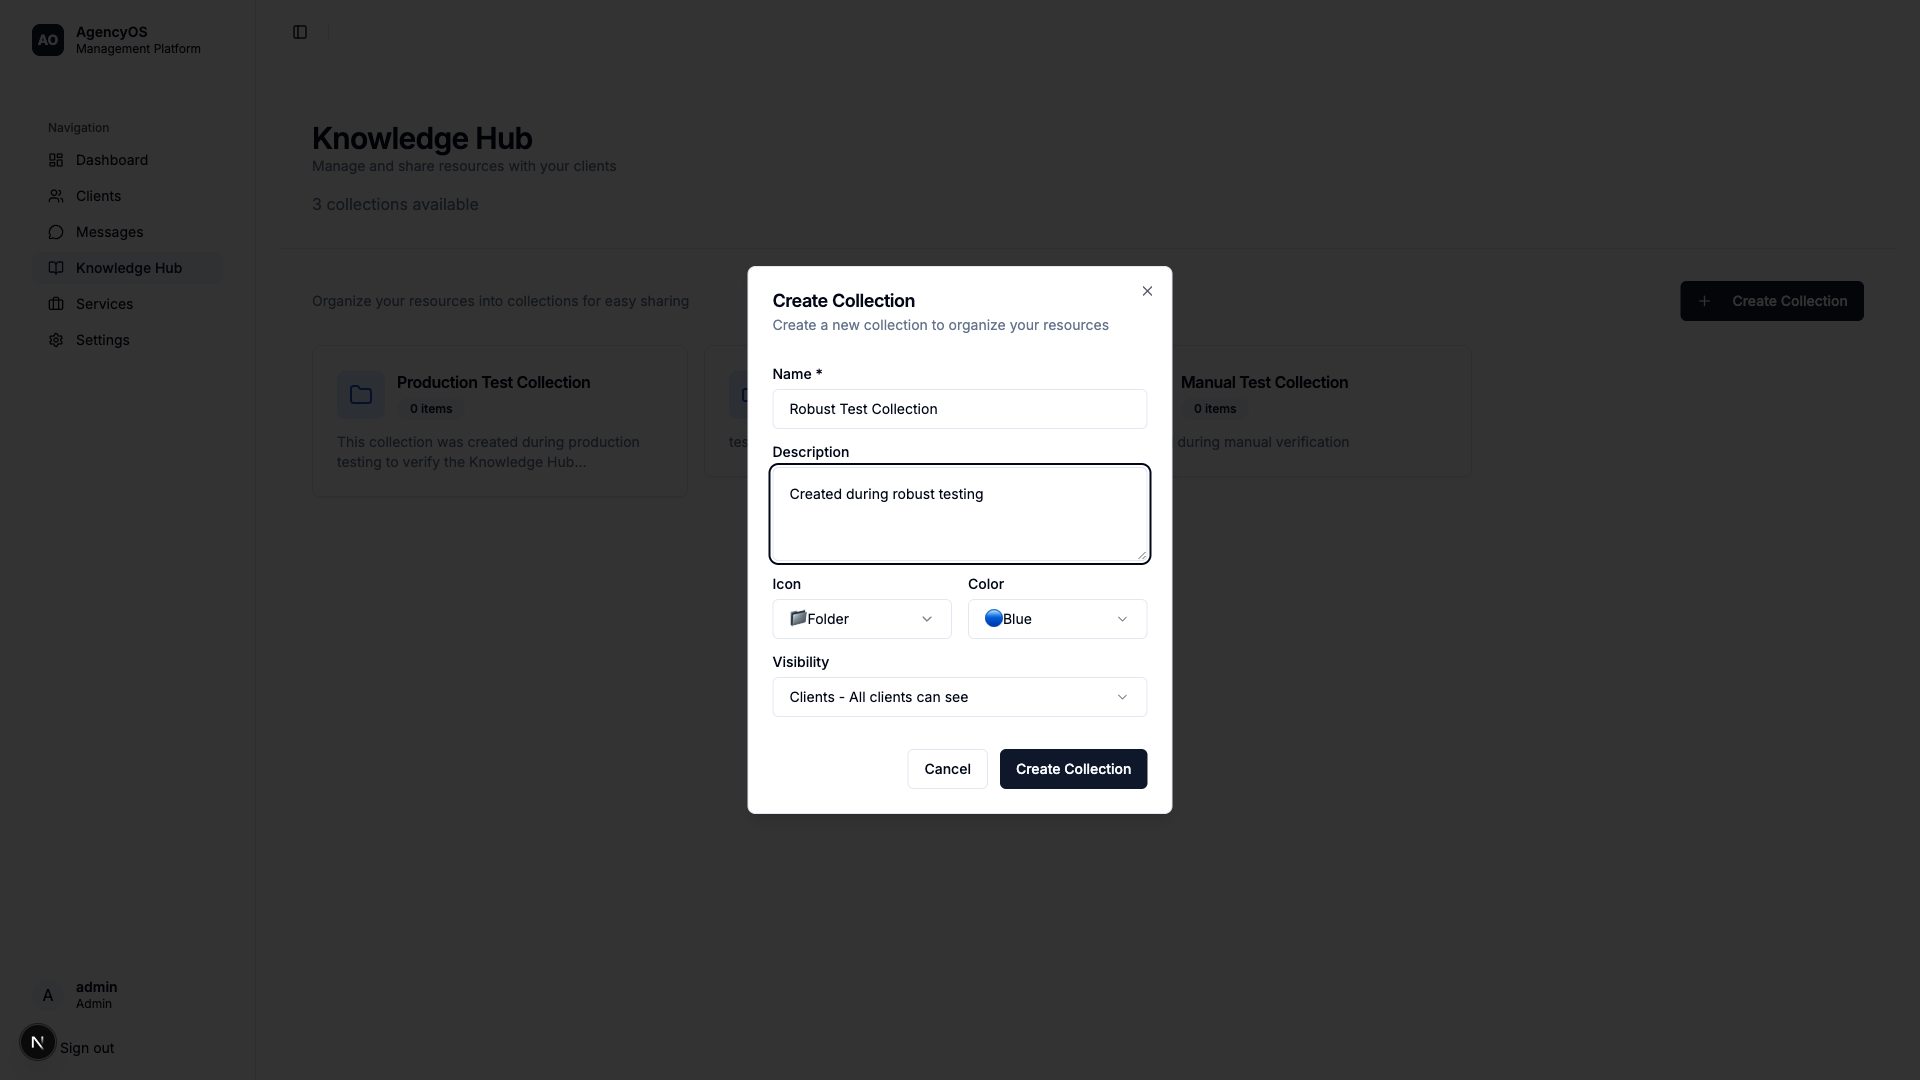 AO
AgencyOS
Management Platform
Navigation
Dashboard
Clients
Messages
Knowledge Hub
Services
Settings
Knowledge Hub
Manage and share resources with your clients
3 collections available
Organize your resources into collections for easy sharing
Create Collection
Production Test Collection
0 items
This collection was created during production
testing to verify the Knowledge Hub...
Manual Test Collection
0 items
during manual verification
Create Collection
Create a new collection to organize your resources
Name *
Robust Test Collection
Description
Created during robust testing
Icon
Color
Folder
Blue
Visibility
Clients - All clients can see
Cancel
Create Collection
A
admin
Admin
N
Sign out